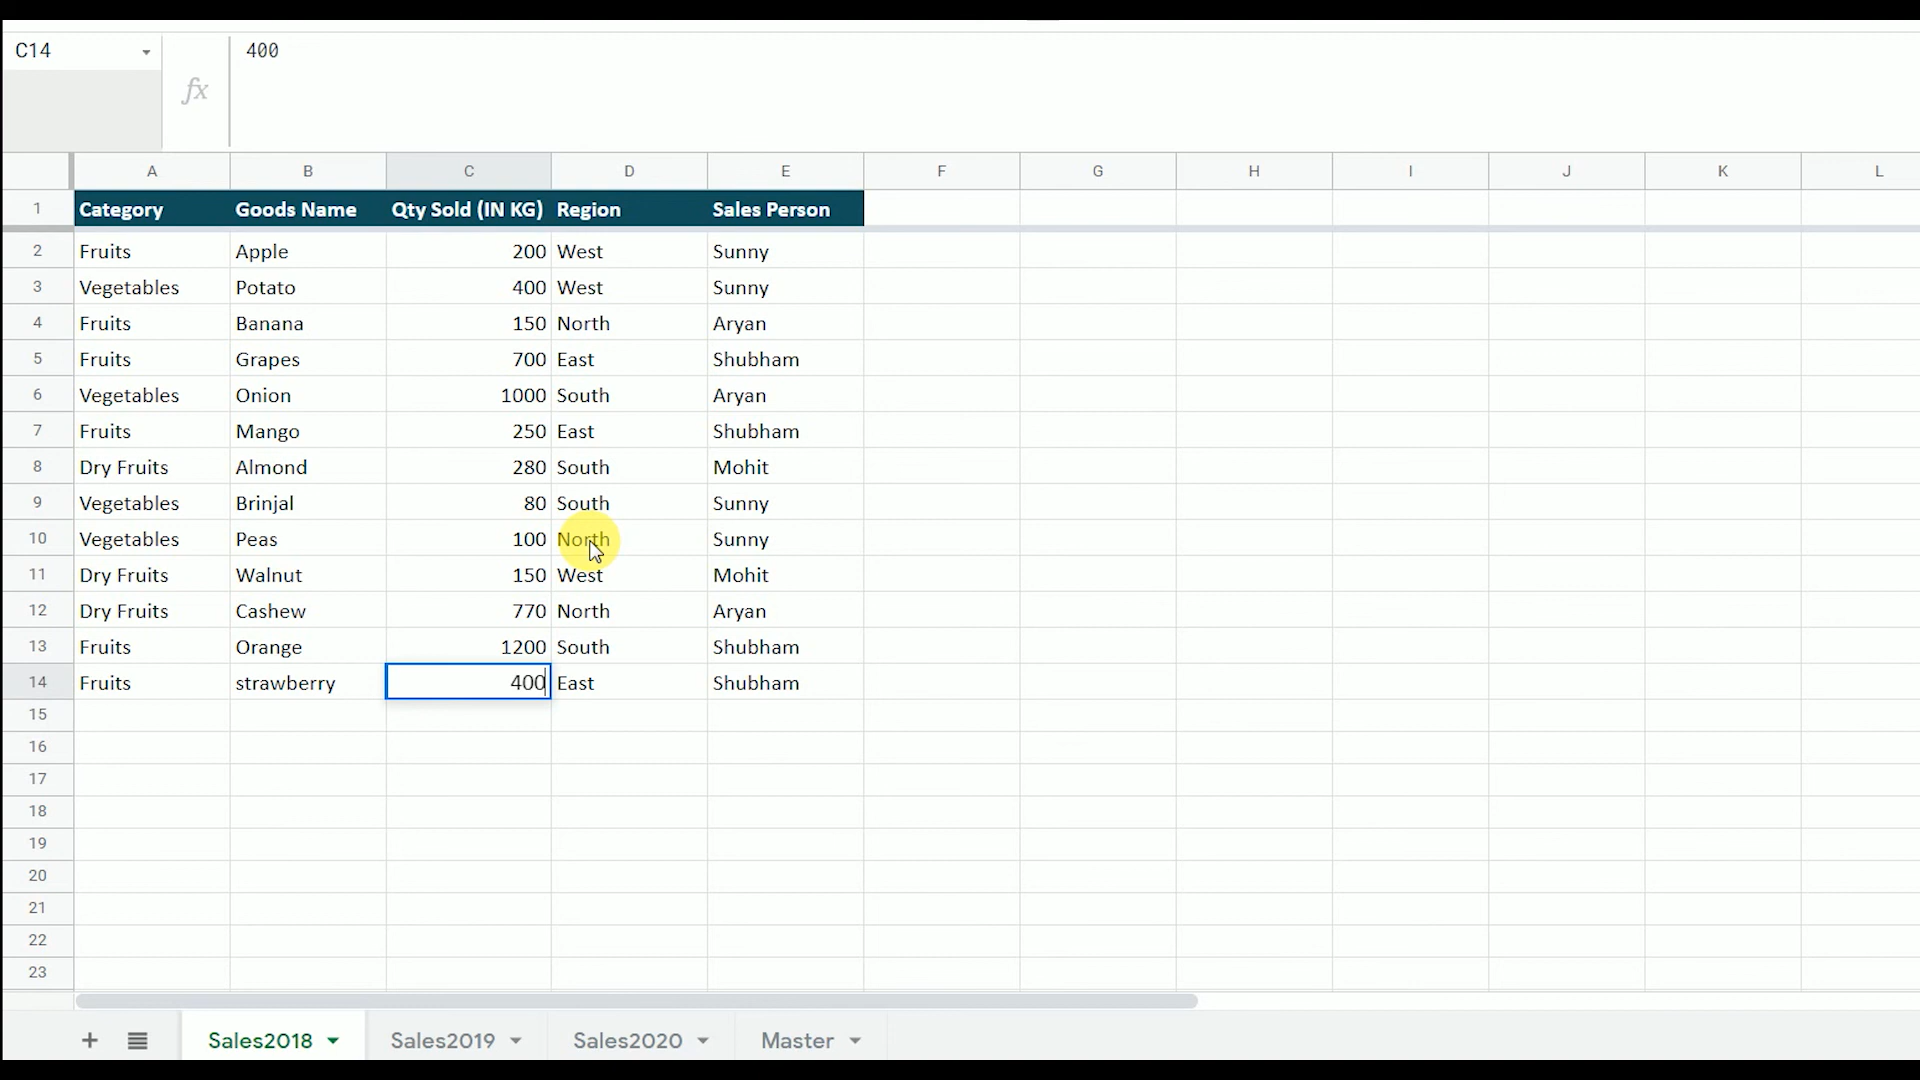 C14 400
fx
A B C D E F G H I J K L
1 Category Goods Name Qty Sold (IN KG) Region Sales Person
2 Fruits Apple 200 West Sunny
3 Vegetables Potato 400 West Sunny
4 Fruits Banana 150 North Aryan
5 Fruits Grapes 700 East Shubham
6 Vegetables Onion 1000 South Aryan
7 Fruits Mango 250 East Shubham
8 Dry Fruits Almond 280 South Mohit
9 Vegetables Brinjal 80 South Sunny
10 Vegetables Peas 100 North Sunny
11 Dry Fruits Walnut 150 West Mohit
12 Dry Fruits Cashew 770 North Aryan
13 Fruits Orange 1200 South Shubham
14 Fruits strawberry 400 East Shubham
15
16
17
18
19
20
21
22
23
Sales2018 Sales2019 Sales2020 Master